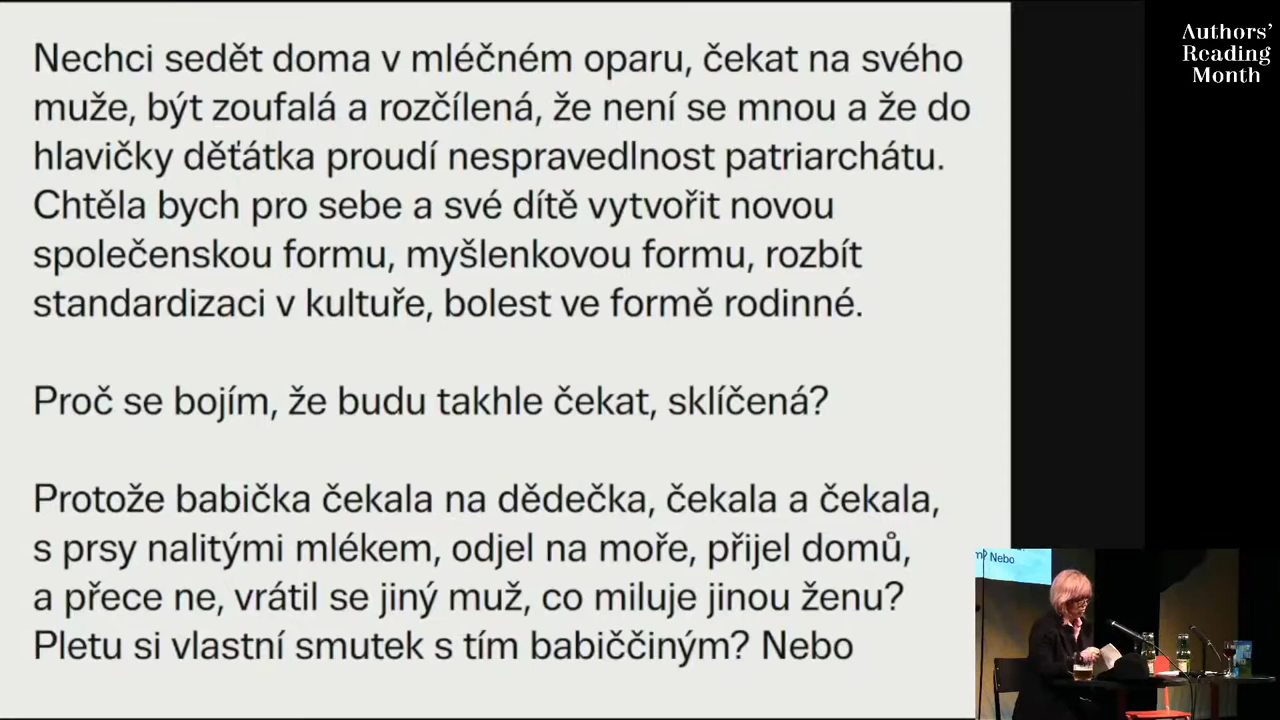 Nechci sedět doma v mléčném oparu, čekat na svého
muže, být zoufalá a rozčílená, že není se mnou a že do
hlavičky děťátka proudí nespravedlnost patriarchátu.
Chtěla bych pro sebe a své dítě vytvořit novou
společenskou formu, myšlenkovou formu, rozbít
standardizaci v kultuře, bolest ve formě rodinné.
Proč se bojím, že budu takhle čekat, sklíčená?
Protože babička čekala na dědečka, čekala a čekala,
s prsy nalitými mlékem, odjel na moře, přijel domů,
a přece ne, vrátil se jiný muž, co miluje jinou ženu?
Pletu si vlastní smutek s tím babiččiným? Nebo
Authors'
Reading
Month
m? Nebo